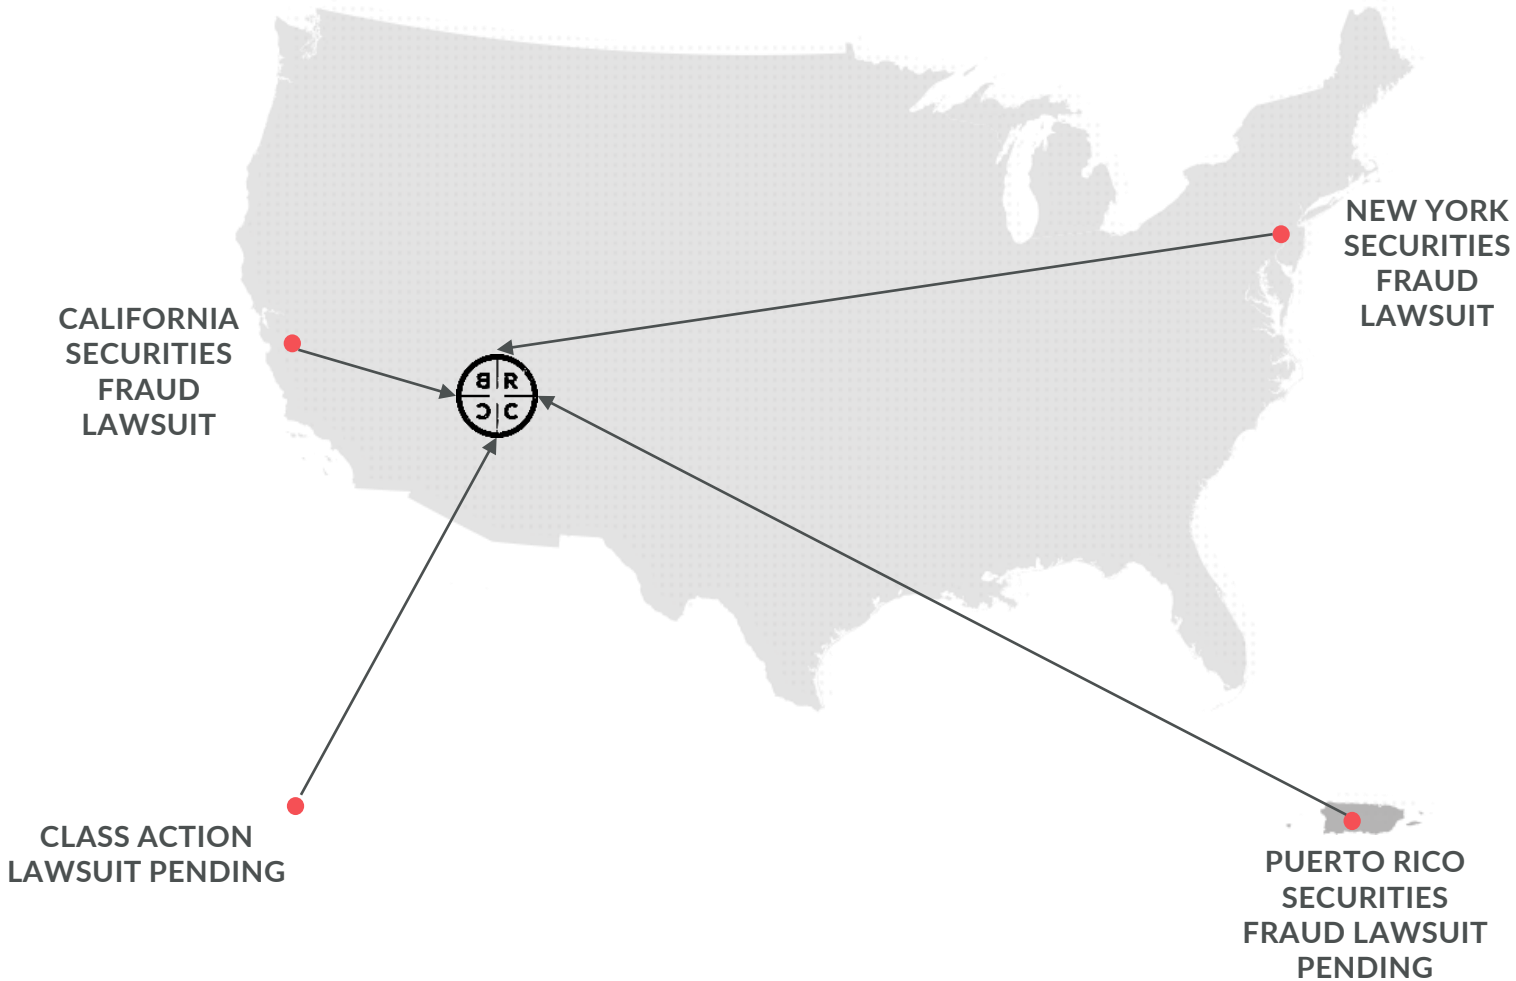 NEW YORK
SECURITIES
FRAUD
LAWSUIT
CALIFORNIA
SECURITIES
FRAUD
LAWSUIT
B R
C C
CLASS ACTION
LAWSUIT PENDING
PUERTO RICO
SECURITIES
FRAUD LAWSUIT
PENDING